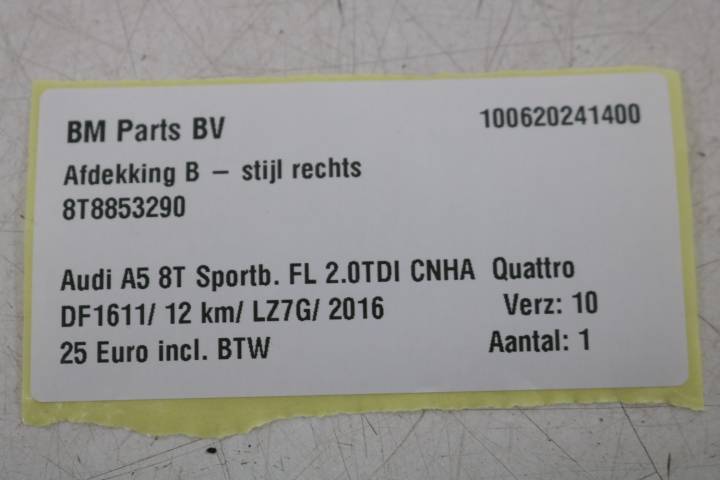 BM Parts BV 100620241400
Afdekking B – stijl rechts
8T8853290
Audi A5 8T Sportb. FL 2.0TDI CNHA Quattro
DF1611/ 12 km/ LZ7G/ 2016 Verz: 10
25 Euro incl. BTW Aantal: 1